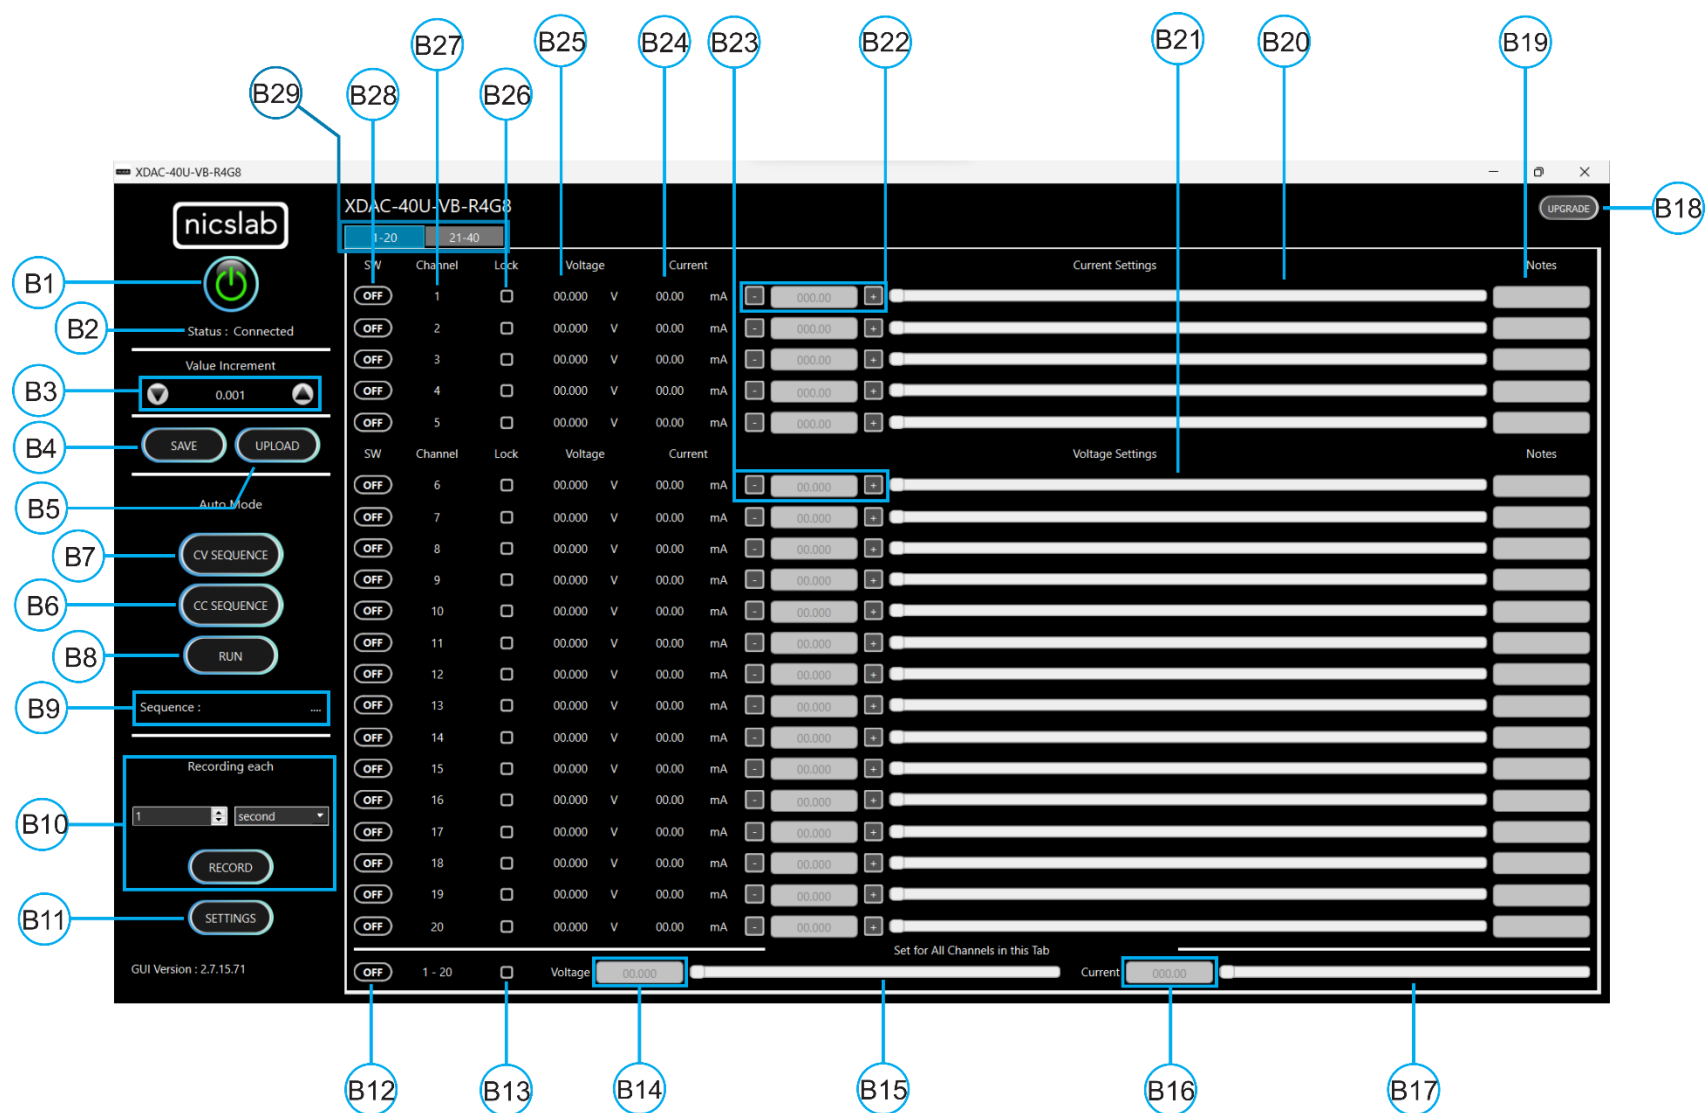 B27 B25 B24 B23 B22 B21 B20 B19
B29 B28 B26
XDAC-40U-VB-R4G8
nicslab
XDAC-40U-VB-R4G8
UPGRADE
B18
1-20 21-40
SW Channel Lock Voltage Current Current Settings Notes
B1
OFF 1 00.000 V 00.00 mA - 000.00 +
B2
Status : Connected
OFF 2 00.000 V 00.00 mA - 000.00 +
Value Increment
OFF 3 00.000 V 00.00 mA - 000.00 +
B3
0.001
OFF 4 00.000 V 00.00 mA - 000.00 +
OFF 5 00.000 V 00.00 mA - 000.00 +
B4
SAVE UPLOAD
SW Channel Lock Voltage Current Voltage Settings Notes
OFF 6 00.000 V 00.00 mA - 00.000 +
B5
Auto Mode
OFF 7 00.000 V 00.00 mA - 00.000 +
B7
CV SEQUENCE
OFF 8 00.000 V 00.00 mA - 00.000 +
OFF 9 00.000 V 00.00 mA - 00.000 +
B6
CC SEQUENCE
OFF 10 00.000 V 00.00 mA - 00.000 +
OFF 11 00.000 V 00.00 mA - 00.000 +
B8
RUN
OFF 12 00.000 V 00.00 mA - 00.000 +
B9
Sequence : ....
OFF 13 00.000 V 00.00 mA - 00.000 +
OFF 14 00.000 V 00.00 mA - 00.000 +
Recording each
OFF 15 00.000 V 00.00 mA - 00.000 +
OFF 16 00.000 V 00.00 mA - 00.000 +
B10
1 second
OFF 17 00.000 V 00.00 mA - 00.000 +
RECORD
OFF 18 00.000 V 00.00 mA - 00.000 +
OFF 19 00.000 V 00.00 mA - 00.000 +
B11
SETTINGS
OFF 20 00.000 V 00.00 mA - 00.000 +
Set for All Channels in this Tab
GUI Version : 2.7.15.71
OFF 1 - 20 Voltage 00.000 Current 000.00
B12 B13 B14 B15 B16 B17